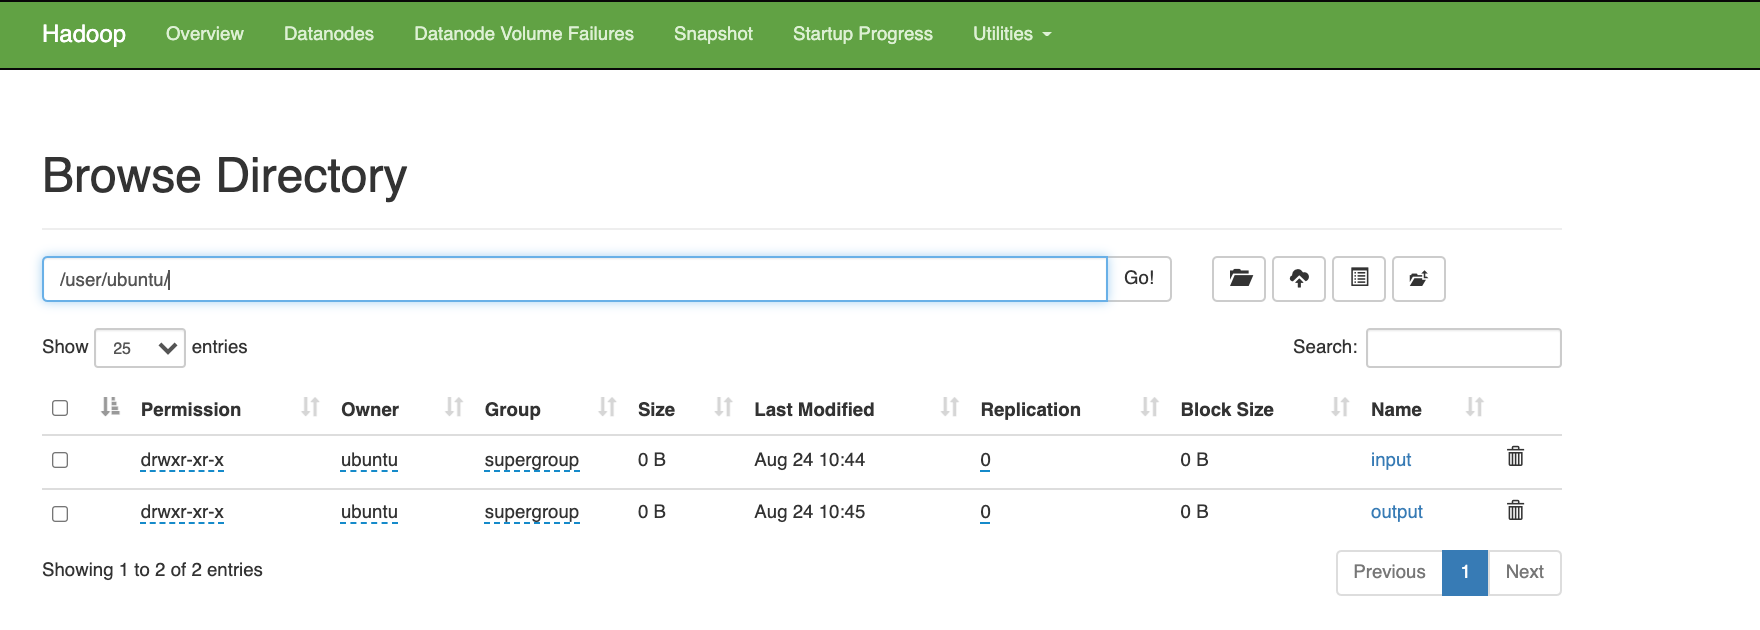 Hadoop Overview Datanodes Datanode Volume Failures Snapshot Startup Progress Utilities
Browse Directory
/user/ubuntu/ Go!
Show 25 entries Search:
Permission Owner Group Size Last Modified Replication Block Size Name
drwxr-xr-x ubuntu supergroup 0 B Aug 24 10:44 0 0 B input
drwxr-xr-x ubuntu supergroup 0 B Aug 24 10:45 0 0 B output
Showing 1 to 2 of 2 entries Previous 1 Next